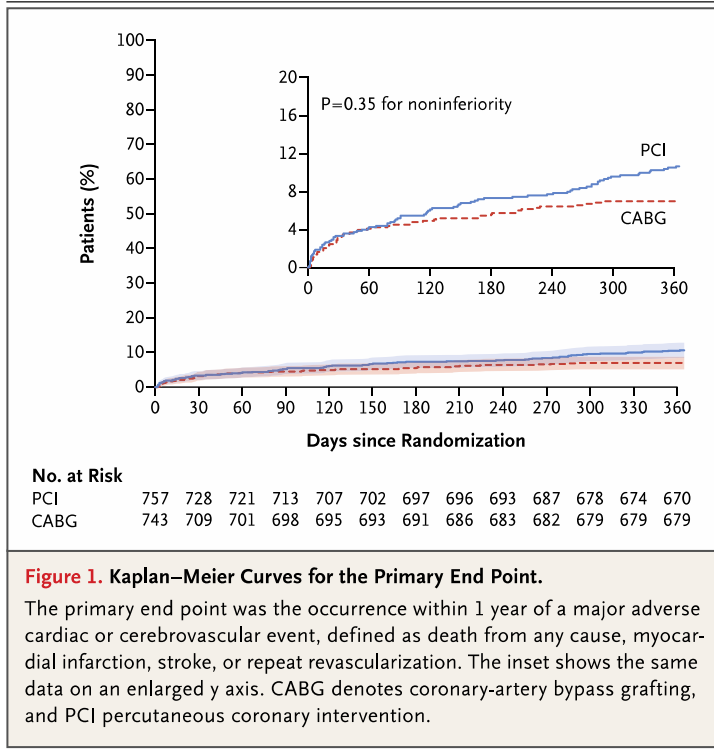 100
90
80
70
60
50
40
30
20
10
0
Patients (%)
20
16
12
8
4
0
P=0.35 for noninferiority
PCI
CABG
0 60 120 180 240 300 360
0 30 60 90 120 150 180 210 240 270 300 330 360
Days since Randomization
No. at Risk
PCI 757 728 721 713 707 702 697 696 693 687 678 674 670
CABG 743 709 701 698 695 693 691 686 683 682 679 679 679
Figure 1. Kaplan–Meier Curves for the Primary End Point.
The primary end point was the occurrence within 1 year of a major adverse
cardiac or cerebrovascular event, defined as death from any cause, myocar-
dial infarction, stroke, or repeat revascularization. The inset shows the same
data on an enlarged y axis. CABG denotes coronary-artery bypass grafting,
and PCI percutaneous coronary intervention.